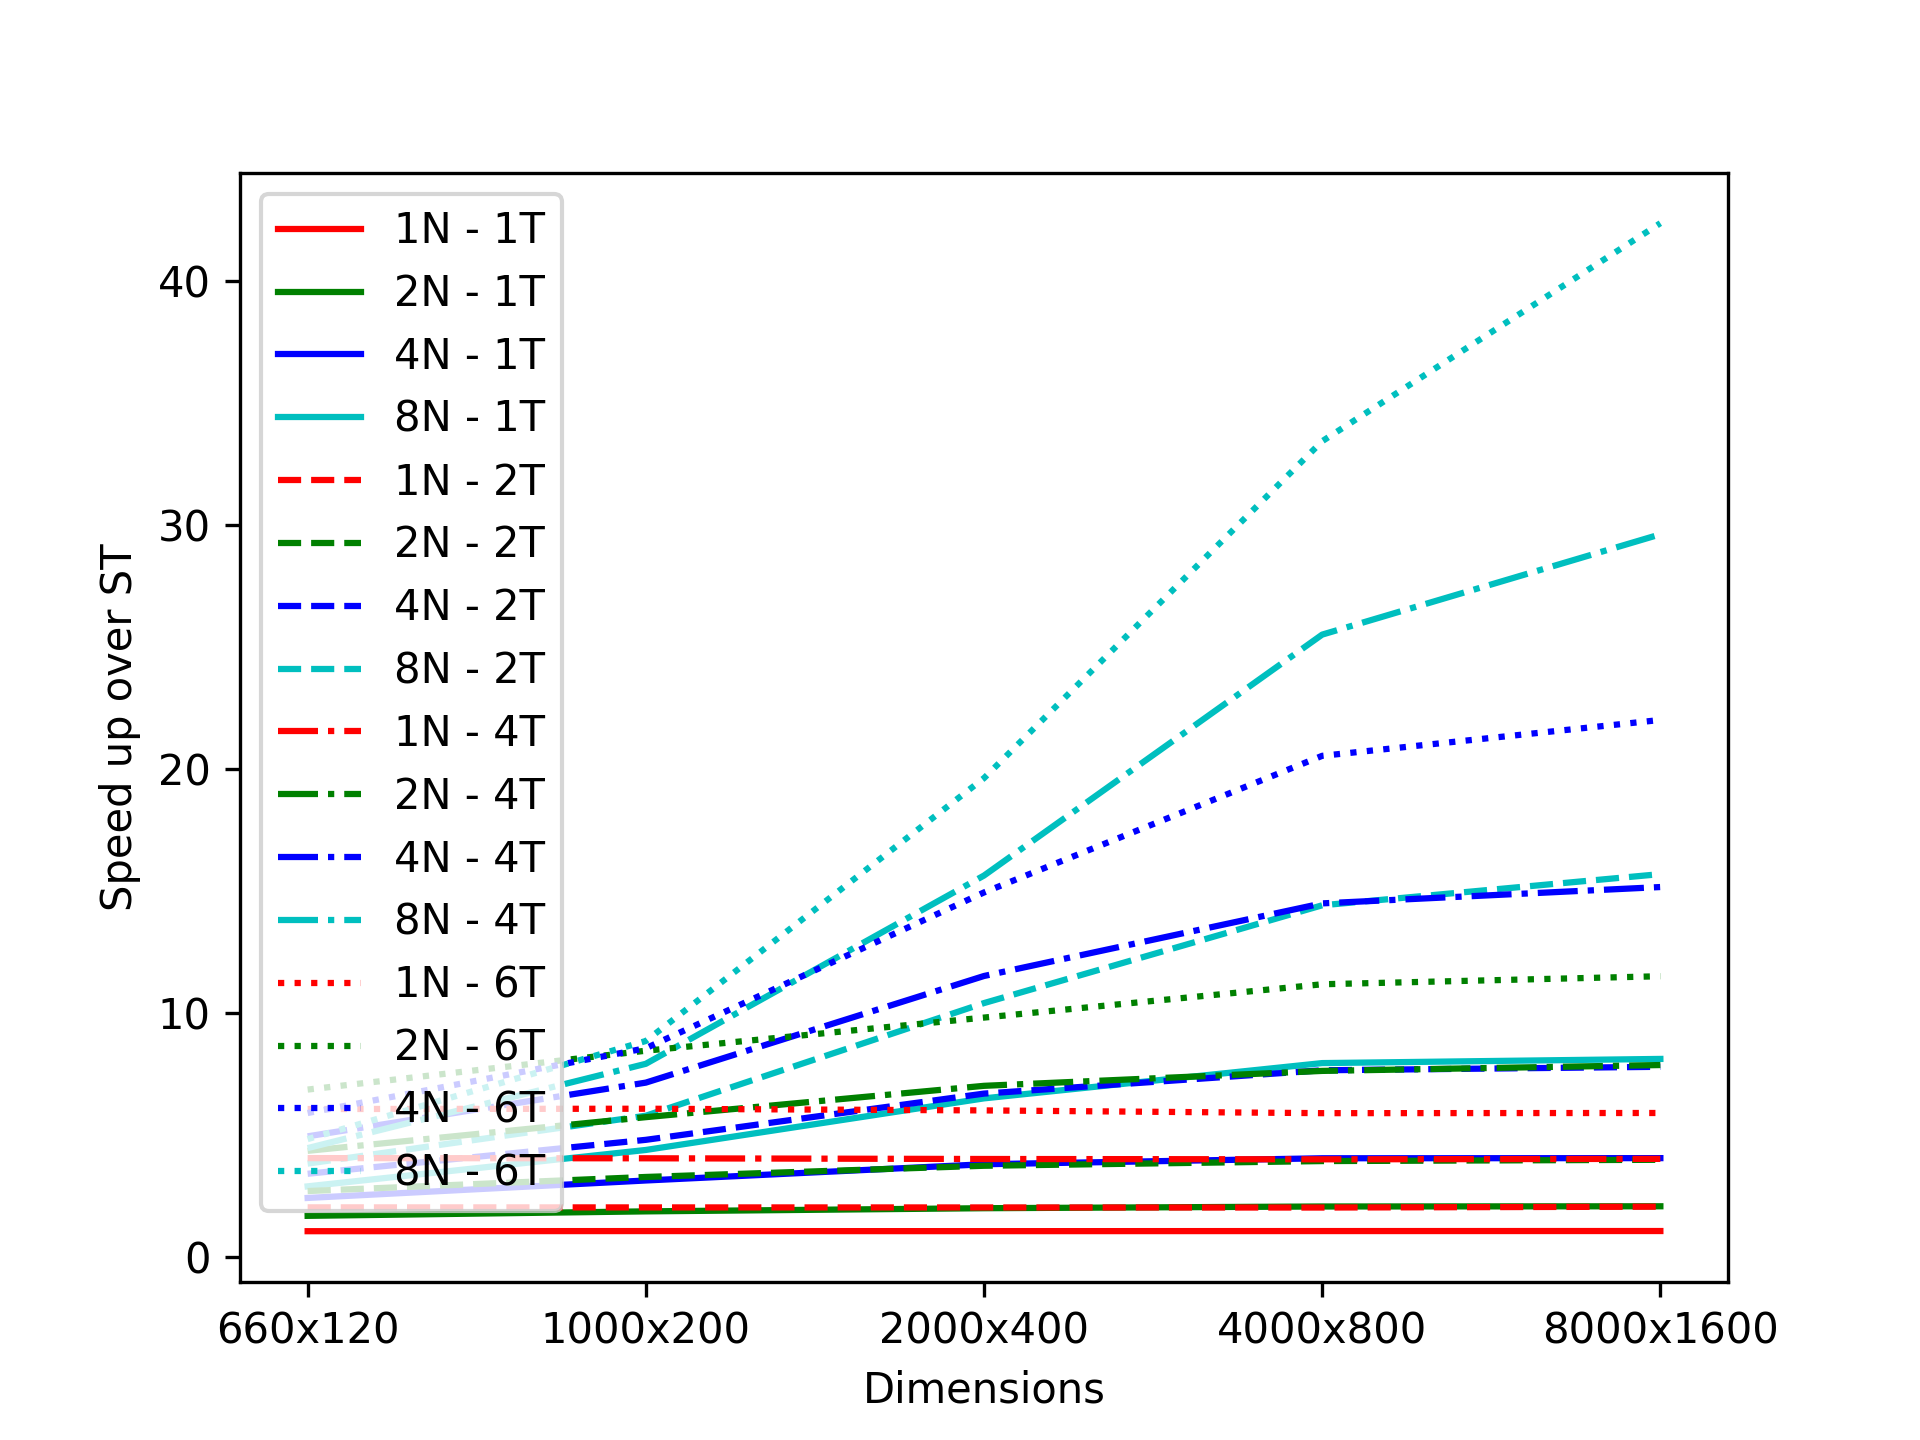 1N - 1T
2N - 1T
4N - 1T
8N - 1T
1N - 2T
2N - 2T
4N - 2T
8N - 2T
1N - 4T
2N - 4T
4N - 4T
8N - 4T
1N - 6T
2N - 6T
4N - 6T
8N - 6T
40
30
20
10
0
Speed up over ST
660x120 1000x200 2000x400 4000x800 8000x1600
Dimensions